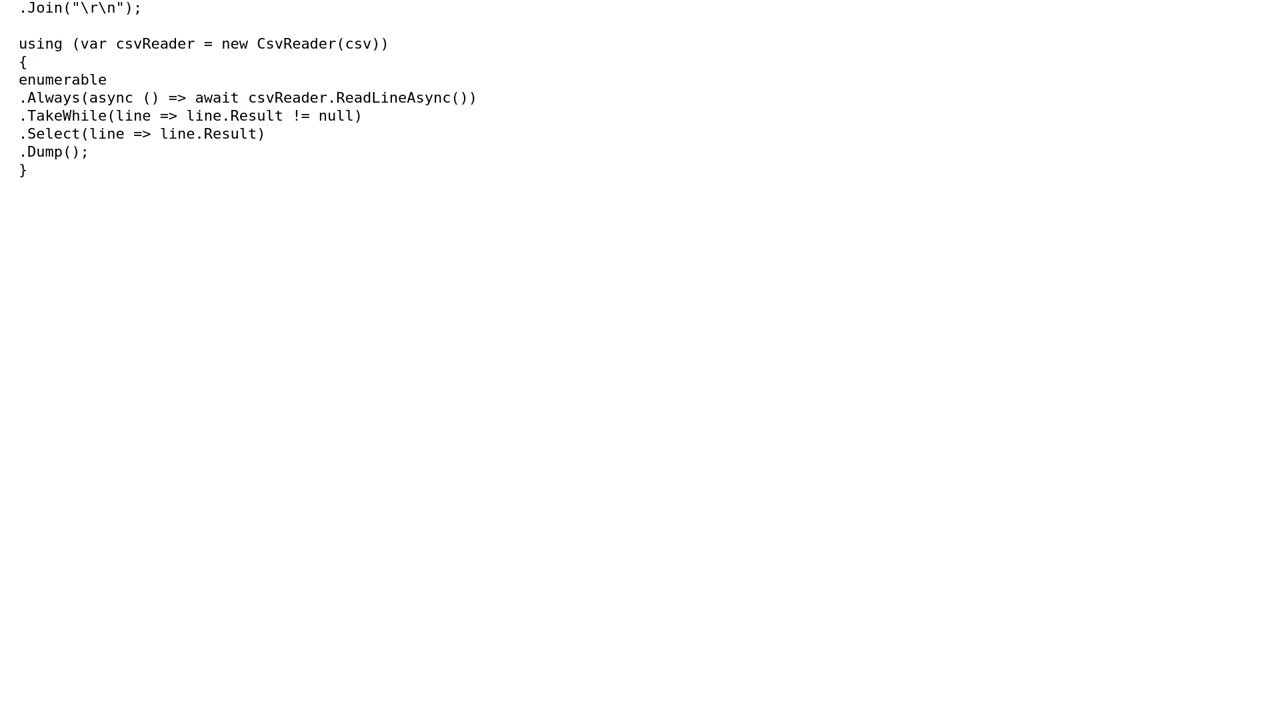 .Join("\r\n");

using (var csvReader = new CsvReader(csv))
{
enumerable
.Always(async () => await csvReader.ReadLineAsync())
.TakeWhile(line => line.Result != null)
.Select(line => line.Result)
.Dump();
}